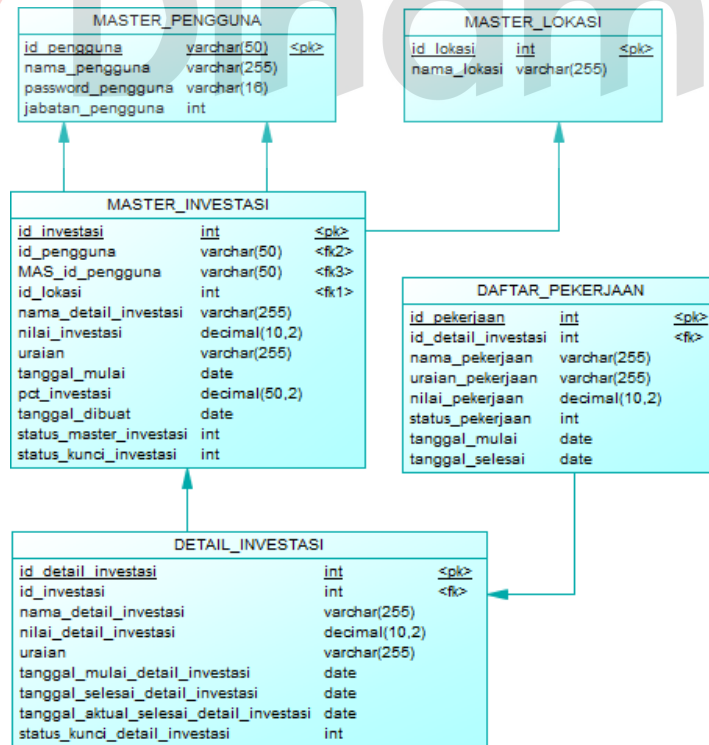 MASTER_PENGGUNA
id_pengguna varchar(50) <pk>
nama_pengguna varchar(255)
password_pengguna varchar(16)
jabatan_pengguna int
MASTER_LOKASI
id_lokasi int <pk>
nama_lokasi varchar(255)
MASTER_INVESTASI
id_investasi int <pk>
id_pengguna varchar(50) <fk2>
MAS_id_pengguna varchar(50) <fk3>
id_lokasi int <fk1>
nama_detail_investasi varchar(255)
nilai_investasi decimal(10,2)
uraian varchar(255)
tanggal_mulai date
pct_investasi decimal(50,2)
tanggal_dibuat date
status_master_investasi int
status_kunci_investasi int
DAFTAR_PEKERJAAN
id_pekerjaan int <pk>
id_detail_investasi int <fk>
nama_pekerjaan varchar(255)
uraian_pekerjaan varchar(255)
nilai_pekerjaan decimal(10,2)
status_pekerjaan int
tanggal_mulai date
tanggal_selesai date
DETAIL_INVESTASI
id_detail_investasi int <pk>
id_investasi int <fk>
nama_detail_investasi varchar(255)
nilai_detail_investasi decimal(10,2)
uraian varchar(255)
tanggal_mulai_detail_investasi date
tanggal_selesai_detail_investasi date
tanggal_aktual_selesai_detail_investasi date
status_kunci_detail_investasi int